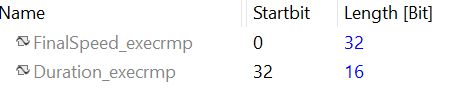 Name Startbit Length [Bit]
FinalSpeed_execrmp 0 32
Duration_execrmp 32 16